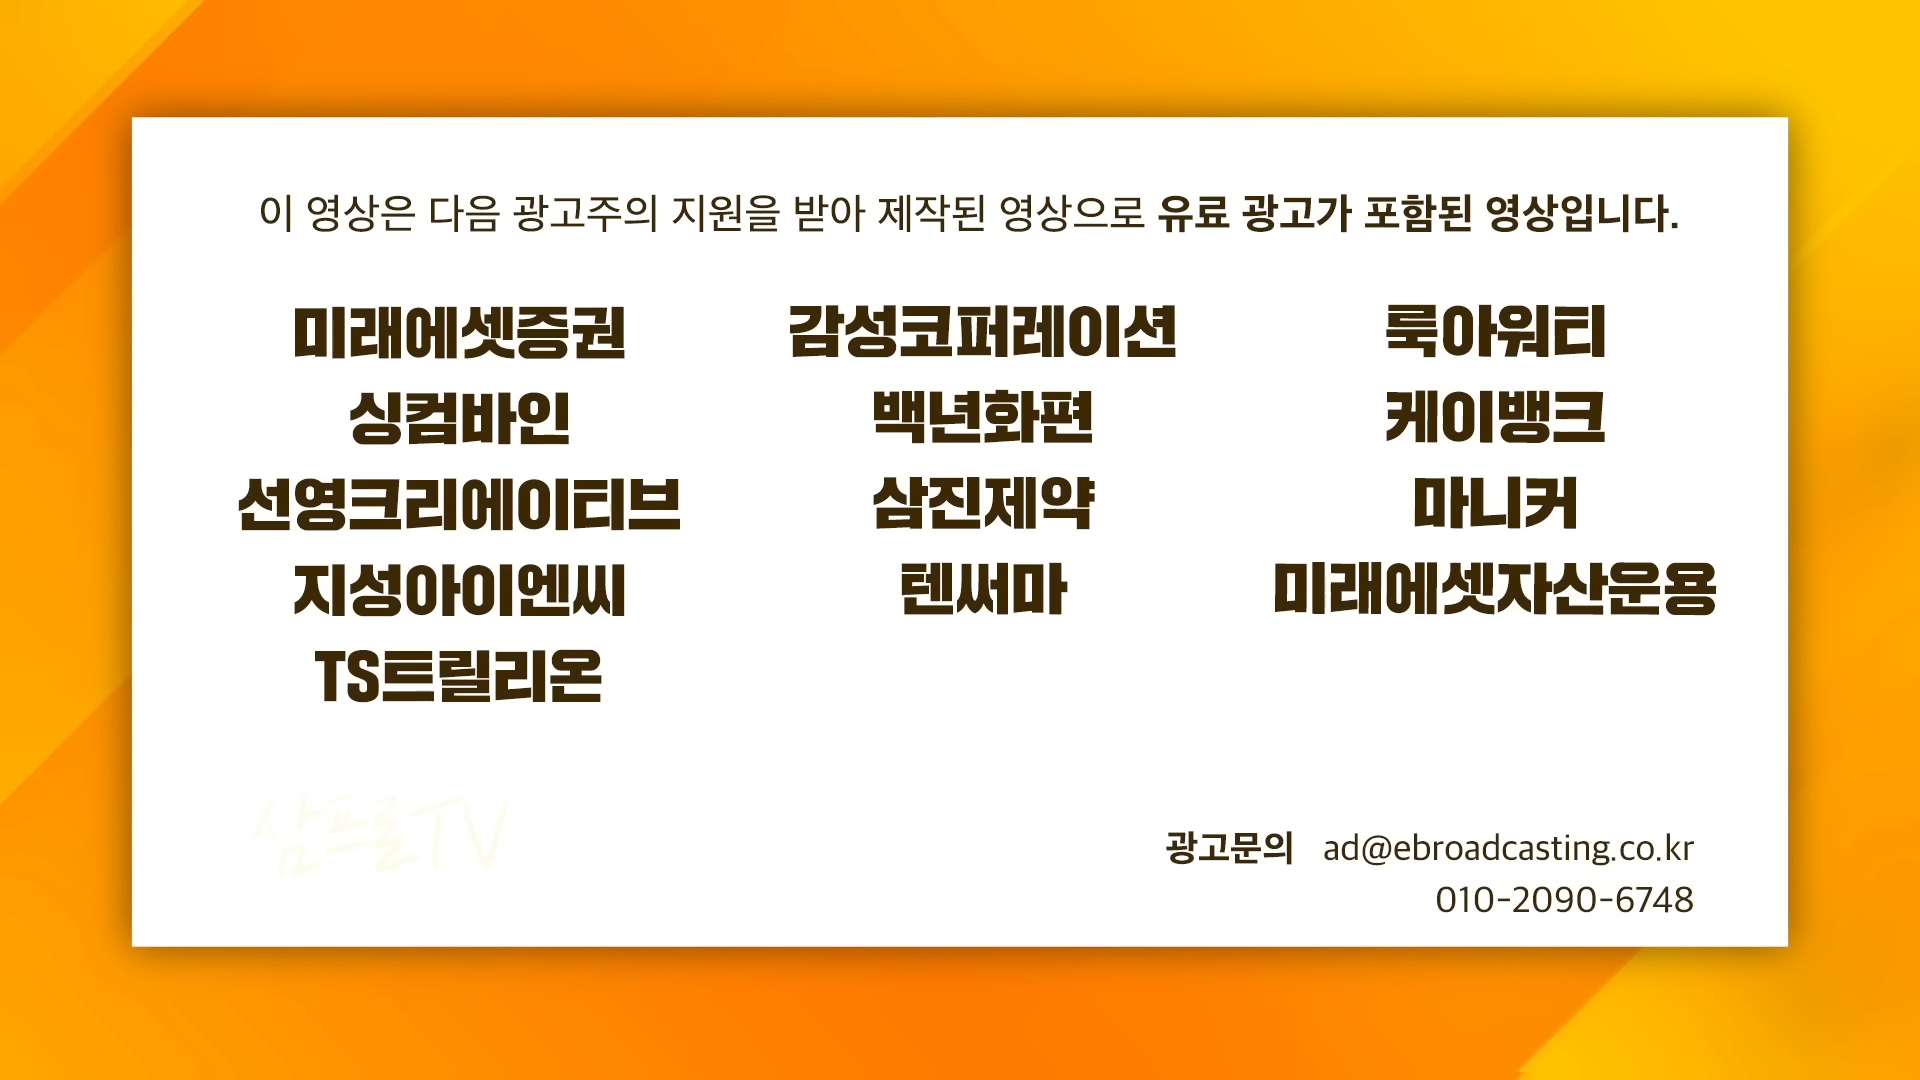 이 영상은 다음 광고주의 지원을 받아 제작된 영상으로 유료 광고가 포함된 영상입니다.
미래에셋증권
싱컴바인
선영크리에이티브
지성아이엔씨
TS트릴리온
감성코퍼레이션
백년화편
삼진제약
텐써마
룩아워티
케이뱅크
마니커
미래에셋자산운용
삼프로TV
광고문의 ad@ebroadcasting.co.kr
010-2090-6748